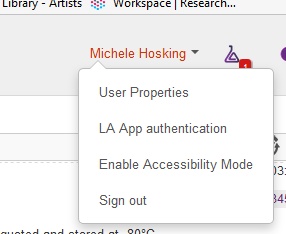 Library - Artists Workspace | Research...
Michele Hosking
1
User Properties
LA App authentication
Enable Accessibility Mode
Sign out
and stored at -80°C